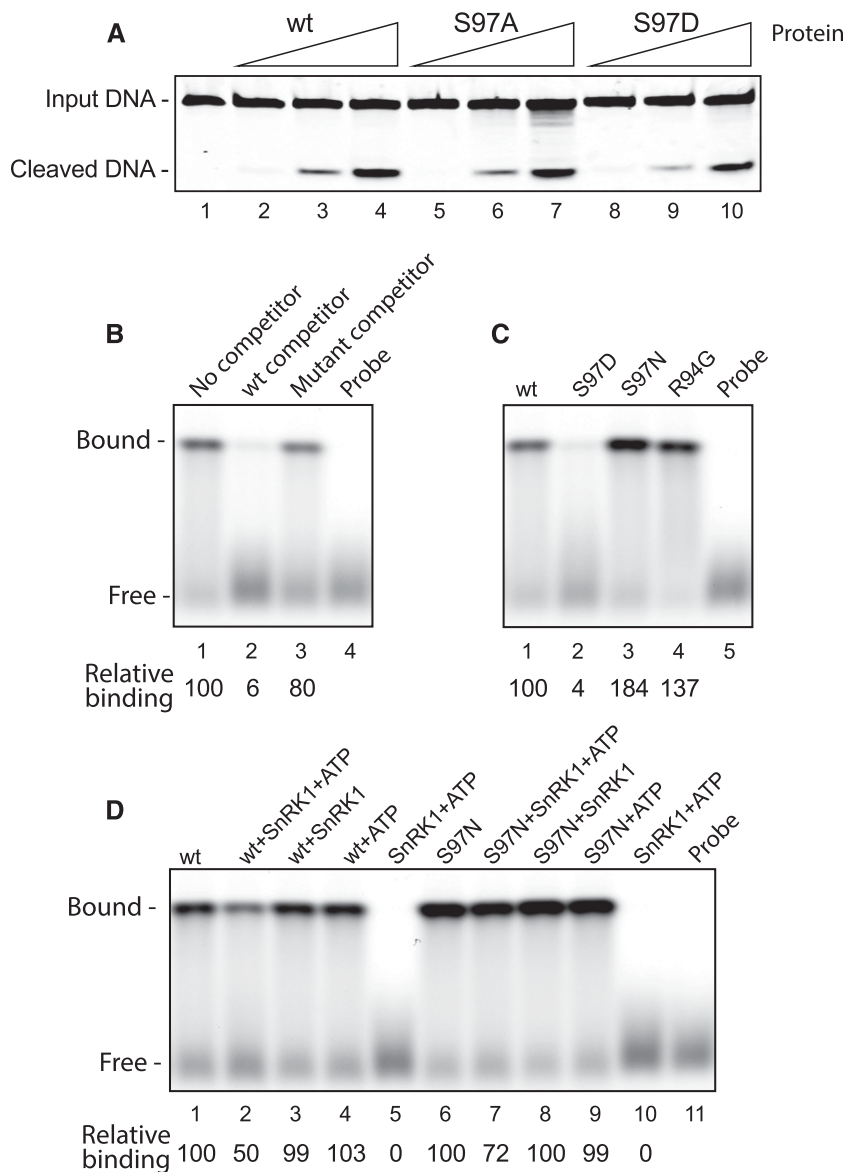 A wt S97A S97D Protein
Input DNA -
Cleaved DNA -
1 2 3 4 5 6 7 8 9 10
B
No competitor
wt competitor
Mutant competitor
Probe
Bound -
Free -
1 2 3 4
Relative
binding 100 6 80
C
wt
S97D
S97N
R94G
Probe
1 2 3 4 5
100 4 184 137
D
wt
wt+SnRK1+ATP
wt+SnRK1
wt+ATP
SnRK1+ATP
S97N
S97N+SnRK1+ATP
S97N+SnRK1
S97N+ATP
SnRK1+ATP
Probe
Bound -
Free -
1 2 3 4 5 6 7 8 9 10 11
Relative
binding 100 50 99 103 0 100 72 100 99 0